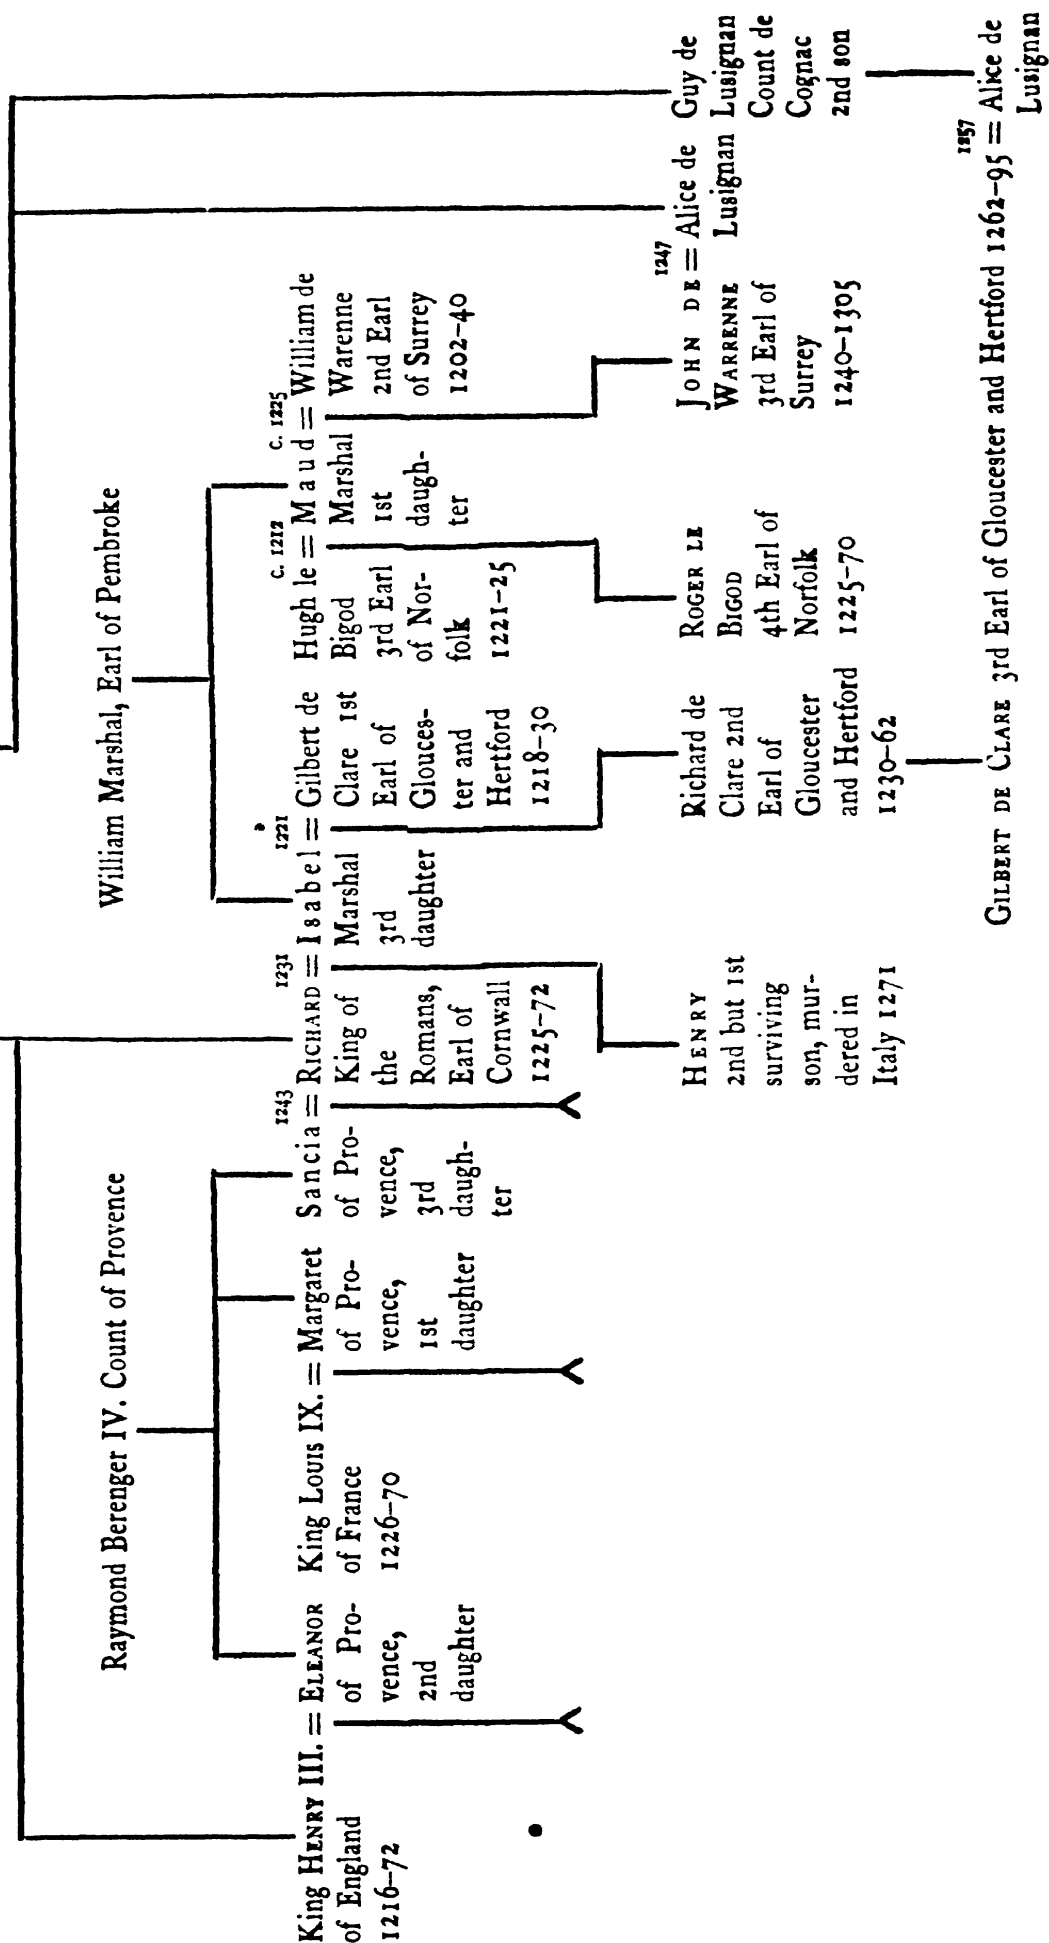 Raymond Berenger IV. Count of Provence
William Marshal, Earl of Pembroke
King HENRY III. = ELEANOR
of England
1216–72
of Pro-
vence,
2nd
daughter
King LOUIS IX. = Margaret
of France
1226–70
of Pro-
vence,
1st
daughter
1243
Sancia = RICHARD
of Pro-
vence,
3rd
daugh-
ter
King of
the
Romans,
Earl of
Cornwall
1225–72
1231
= Isabel
Marshal
3rd
daughter
1221
= Gilbert de
Clare 1st
Earl of
Glouces-
ter and
Hertford
1218–30
Hugh le
Bigod
3rd Earl
of Nor-
folk
1221–25
c. 1212
= Maud
Marshal
1st
daugh-
ter
c. 1225
= William de
Warenne
2nd Earl
of Surrey
1202–40
HENRY
2nd but 1st
surviving
son, mur-
dered in
Italy 1271
Richard de
Clare 2nd
Earl of
Gloucester
and Hertford
1230–62
ROGER LE
BIGOD
4th Earl of
Norfolk
1225–70
JOHN DE
WARRENNE
3rd Earl of
Surrey
1240–1305
1247
= Alice de
Lusignan
Guy de
Lusignan
Count de
Cognac
2nd son
1257
GILBERT DE CLARE 3rd Earl of Gloucester and Hertford 1262–95 = Alice de
Lusignan